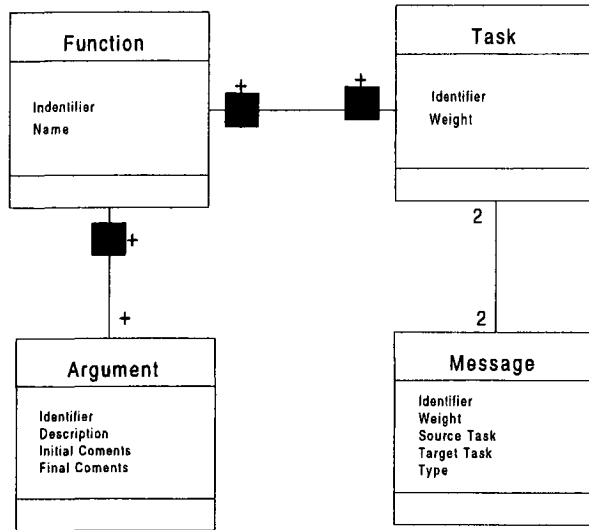 Function
Indentifier
Name
+
+
Task
Identifier
Weight
+
+
2
2
Argument
Identifier
Description
Initial Coments
Final Coments
Message
Identifier
Weight
Source Task
Target Task
Type